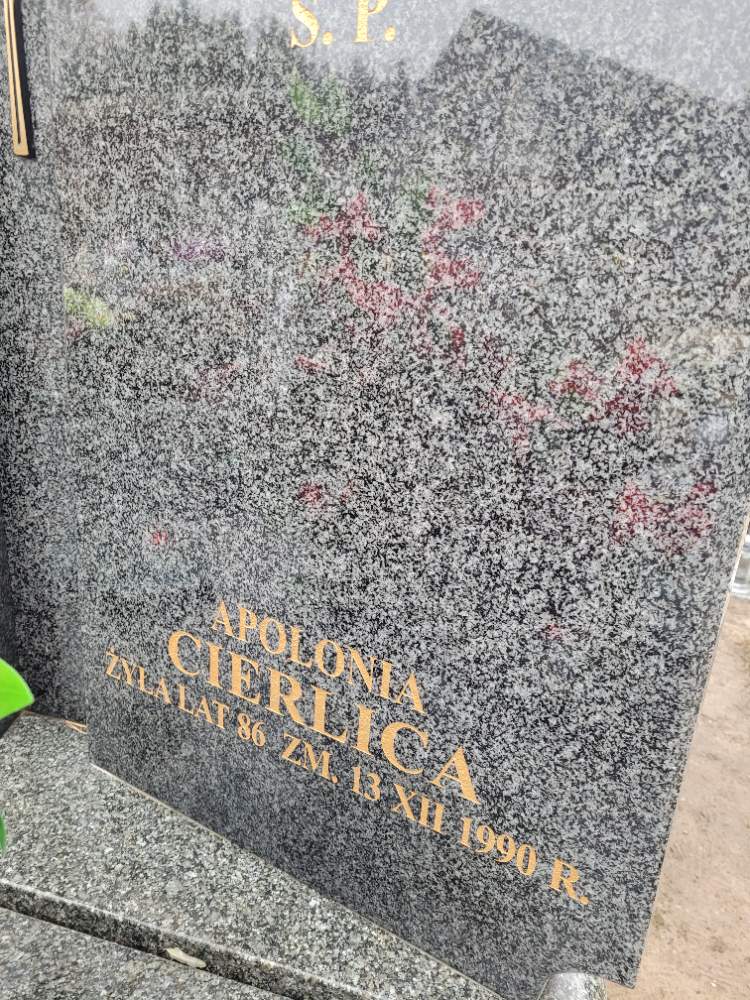 Ś. P.
APOLONIA
CIERLICA
ŻYŁA LAT 86 ZM. 13 XII 1990 R.